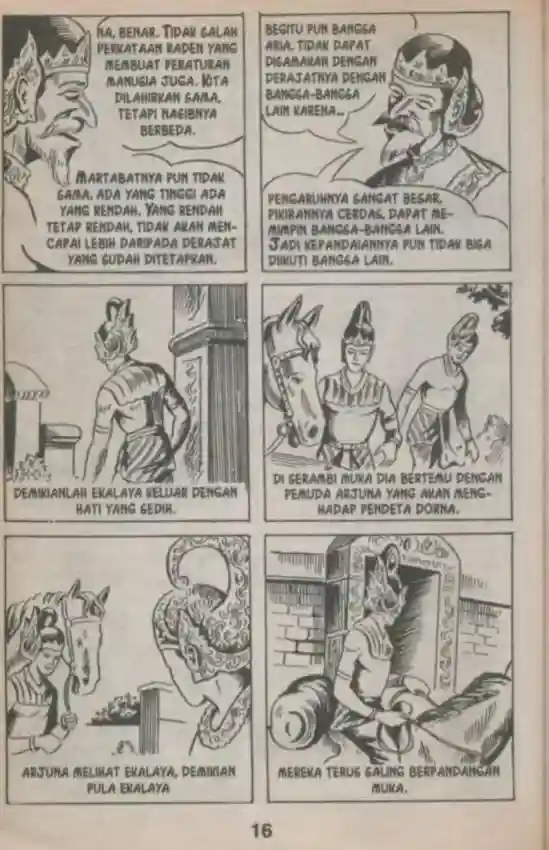 NA, BENAR. TIDAK SALAH
PERKATAAN RADEN YANG
MEMBUAT PERATURAN
MANUSIA JUGA. KITA
DILAHIRKAN SAMA,
TETAPI NASIBNYA
BERBEDA.
MARTABATNYA PUN TIDAK
SAMA. ADA YANG TINGGI ADA
YANG RENDAH. YANG RENDAH
TETAP RENDAH, TIDAK AKAN MEN-
CAPAI LEBIH DARIPADA DERAJAT
YANG SUDAH DITETAPKAN.
BEGITU PUN BANGSA
ARIA. TIDAK DAPAT
DISAMAKAN DENGAN
DERAJATNYA DENGAN
BANGSA-BANGSA
LAIN KARENA...
PENGARUHNYA SANGAT BESAR.
PIKIRANNYA CERDAS, DAPAT ME-
MIMPIN BANGSA-BANGSA LAIN.
JADI KEPANDAIANNYA PUN TIDAK BISA
DIIKUTI BANGSA LAIN.
DEMIKIANLAH EKALAYA KELUAR DENGAN
HATI YANG SEDIH.
DI SERAMBI MUKA DIA BERTEMU DENGAN
PEMUDA ARJUNA YANG AKAN MENG-
HADAP PENDETA DORNA.
ARJUNA MELIHAT EKALAYA, DEMIKIAN
PULA EKALAYA
MEREKA TERUS SALING BERPANDANGAN
MUKA.
16